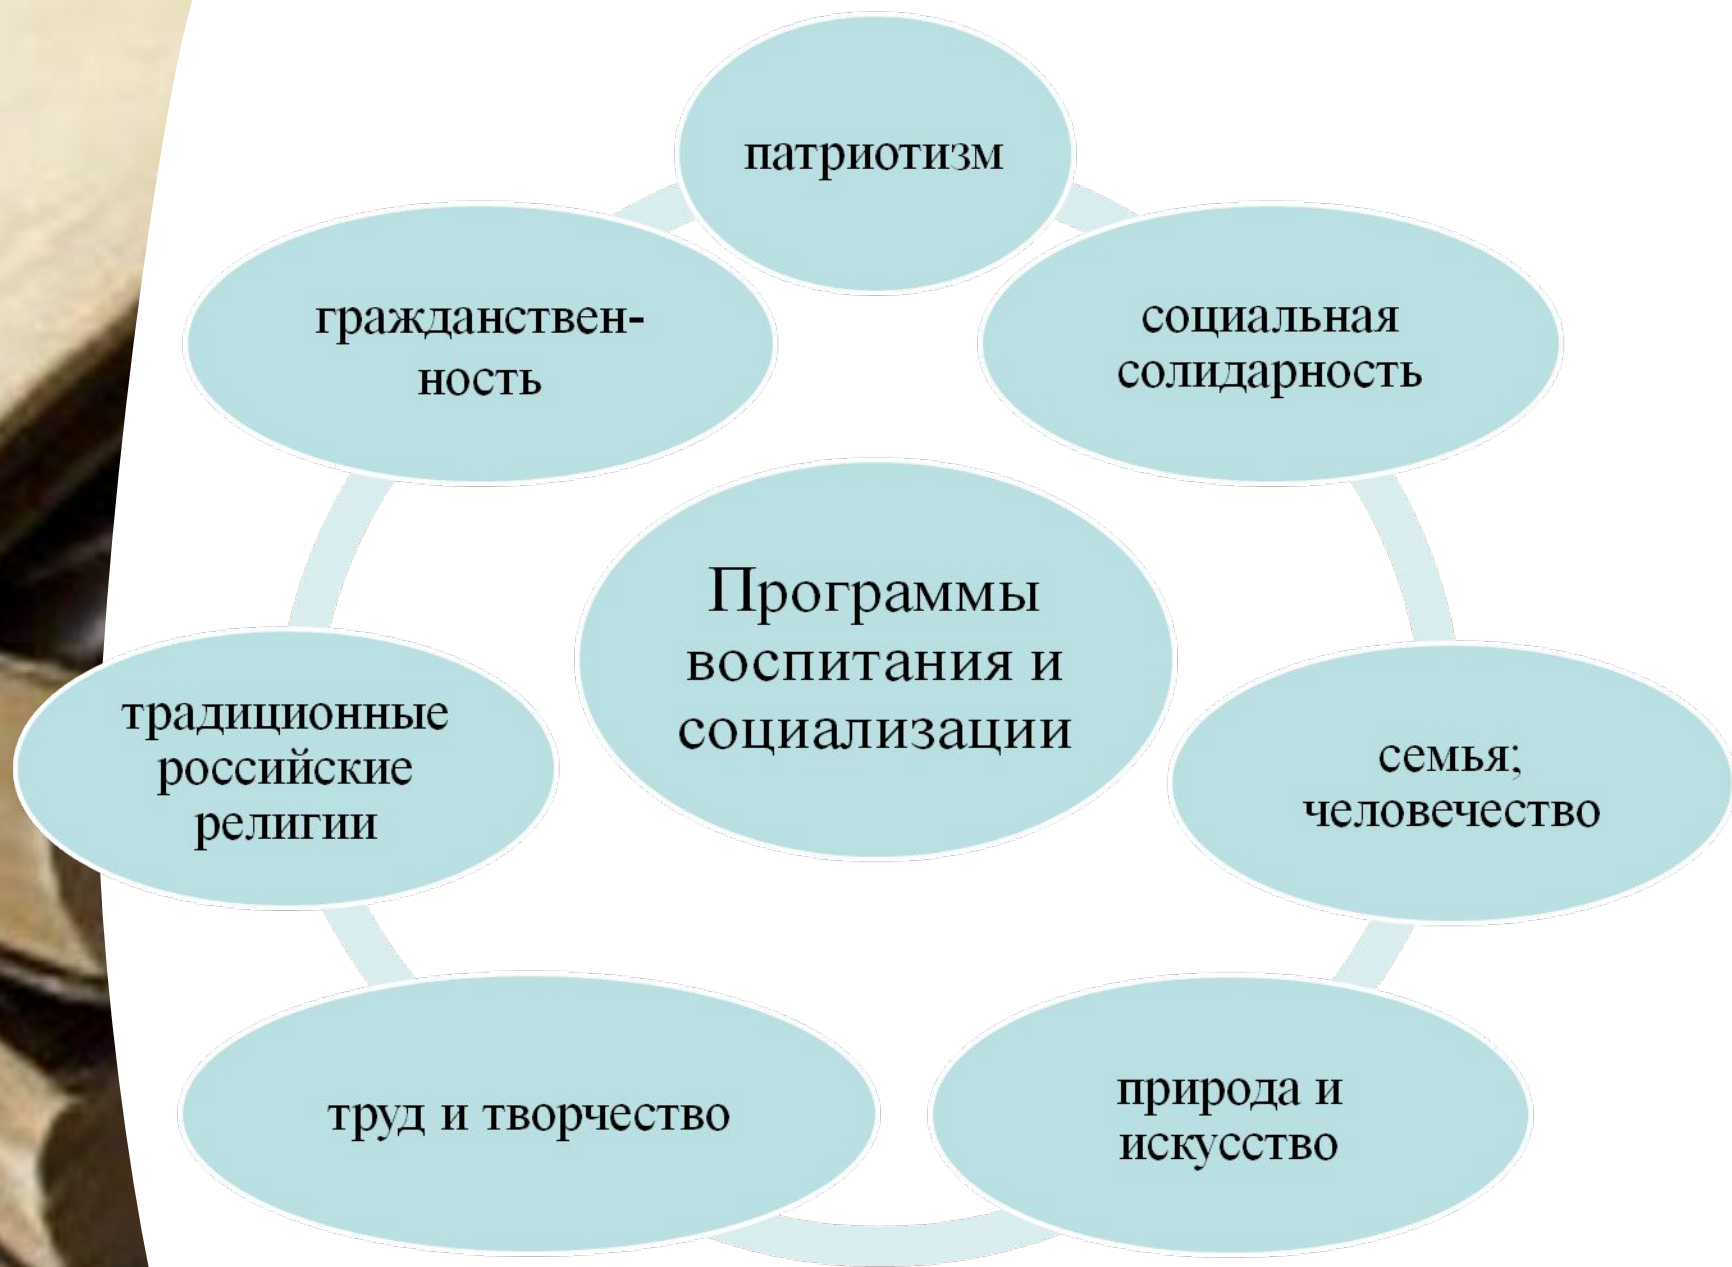 патриотизм
гражданствен-
ность
социальная
солидарность
Программы
воспитания и
социализации
традиционные
российские
религии
семья;
человечество
труд и творчество
природа и
искусство